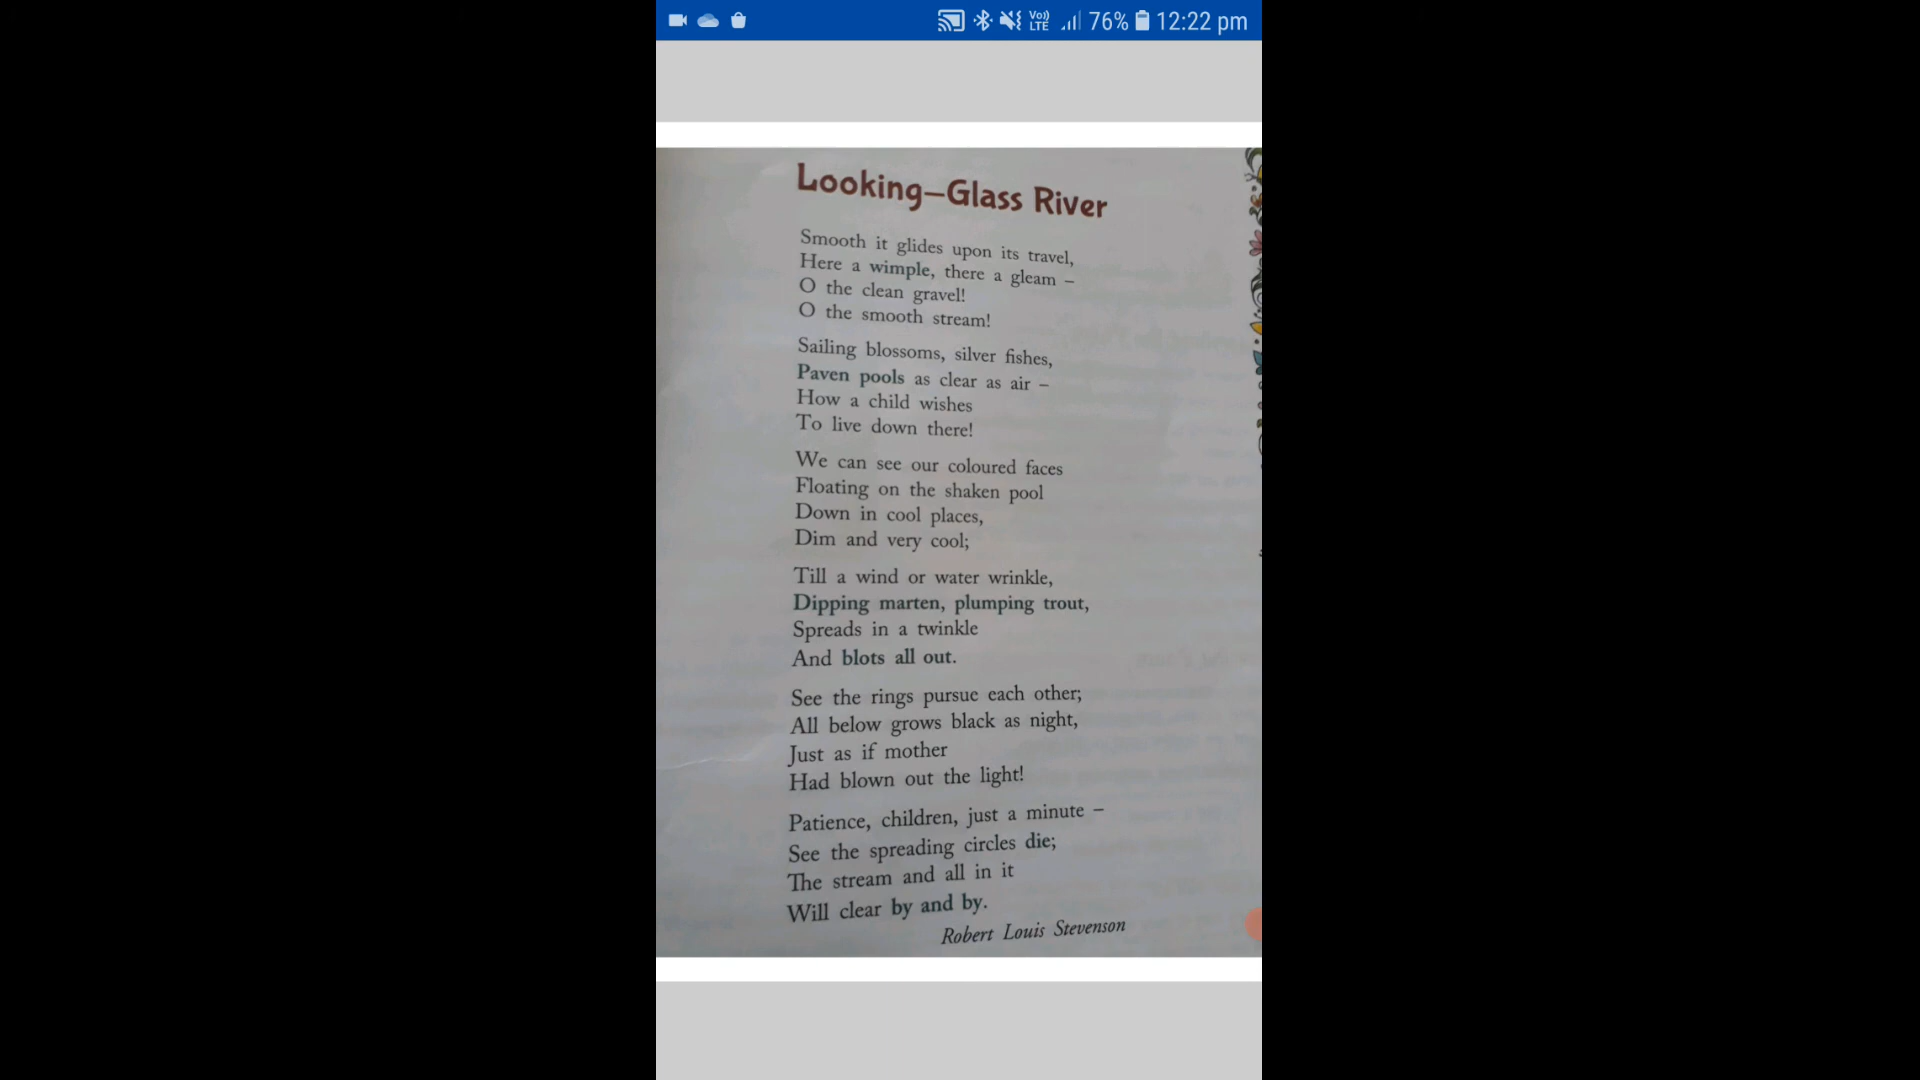 Vo))
LTE
76%
12:22 pm
Looking–Glass River
Smooth it glides upon its travel,
Here a wimple, there a gleam –
O the clean gravel!
O the smooth stream!
Sailing blossoms, silver fishes,
Paven pools as clear as air –
How a child wishes
To live down there!
We can see our coloured faces
Floating on the shaken pool
Down in cool places,
Dim and very cool;
Till a wind or water wrinkle,
Dipping marten, plumping trout,
Spreads in a twinkle
And blots all out.
See the rings pursue each other;
All below grows black as night,
Just as if mother
Had blown out the light!
Patience, children, just a minute –
See the spreading circles die;
The stream and all in it
Will clear by and by.
Robert Louis Stevenson